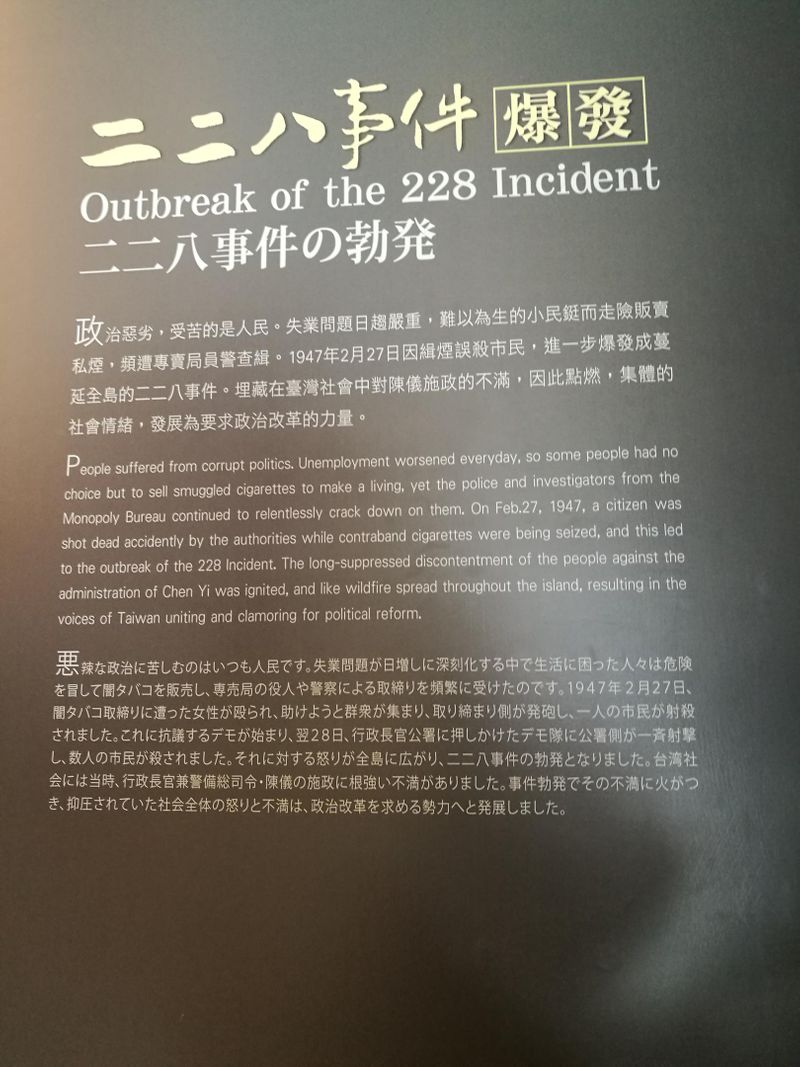 二二八事件爆發
Outbreak of the 228 Incident
二二八事件の勃発
政治惡劣，受苦的是人民。失業問題日趨嚴重，難以為生的小民鋌而走險販賣
私煙，頻遭專賣局員警查緝。1947年2月27日因緝煙誤殺市民，進一步爆發成蔓
延全島的二二八事件。埋藏在臺灣社會中對陳儀施政的不滿，因此點燃，集體的
社會情緒，發展為要求政治改革的力量。
People suffered from corrupt politics. Unemployment worsened everyday, so some people had no
choice but to sell smuggled cigarettes to make a living, yet the police and investigators from the
Monopoly Bureau continued to relentlessly crack down on them. On Feb.27, 1947, a citizen was
shot dead accidently by the authorities while contraband cigarettes were being seized, and this led
to the outbreak of the 228 Incident. The long-suppressed discontentment of the people against the
administration of Chen Yi was ignited, and like wildfire spread throughout the island, resulting in the
voices of Taiwan uniting and clamoring for political reform.
悪辣な政治に苦しむのはいつも人民です。失業問題が日増しに深刻化する中で生活に困った人々は危険
を冒して闇タバコを販売し、専売局の役人や警察による取締りを頻繁に受けたのです。1947年2月27日、
闇タバコ取締りに遭った女性が殴られ、助けようと群衆が集まり、取り締まり側が発砲し、一人の市民が射殺
されました。これに抗議するデモが始まり、翌28日、行政長官公署に押しかけたデモ隊に公署側が一斉射撃
し、数人の市民が殺されました。それに対する怒りが全島に広がり、二二八事件の勃発となりました。台湾社
会には当時、行政長官兼警備総司令・陳儀の施政に根強い不満がありました。事件勃発でその不満に火がつ
き、抑圧されていた社会全体の怒りと不満は、政治改革を求める勢力へと発展しました。